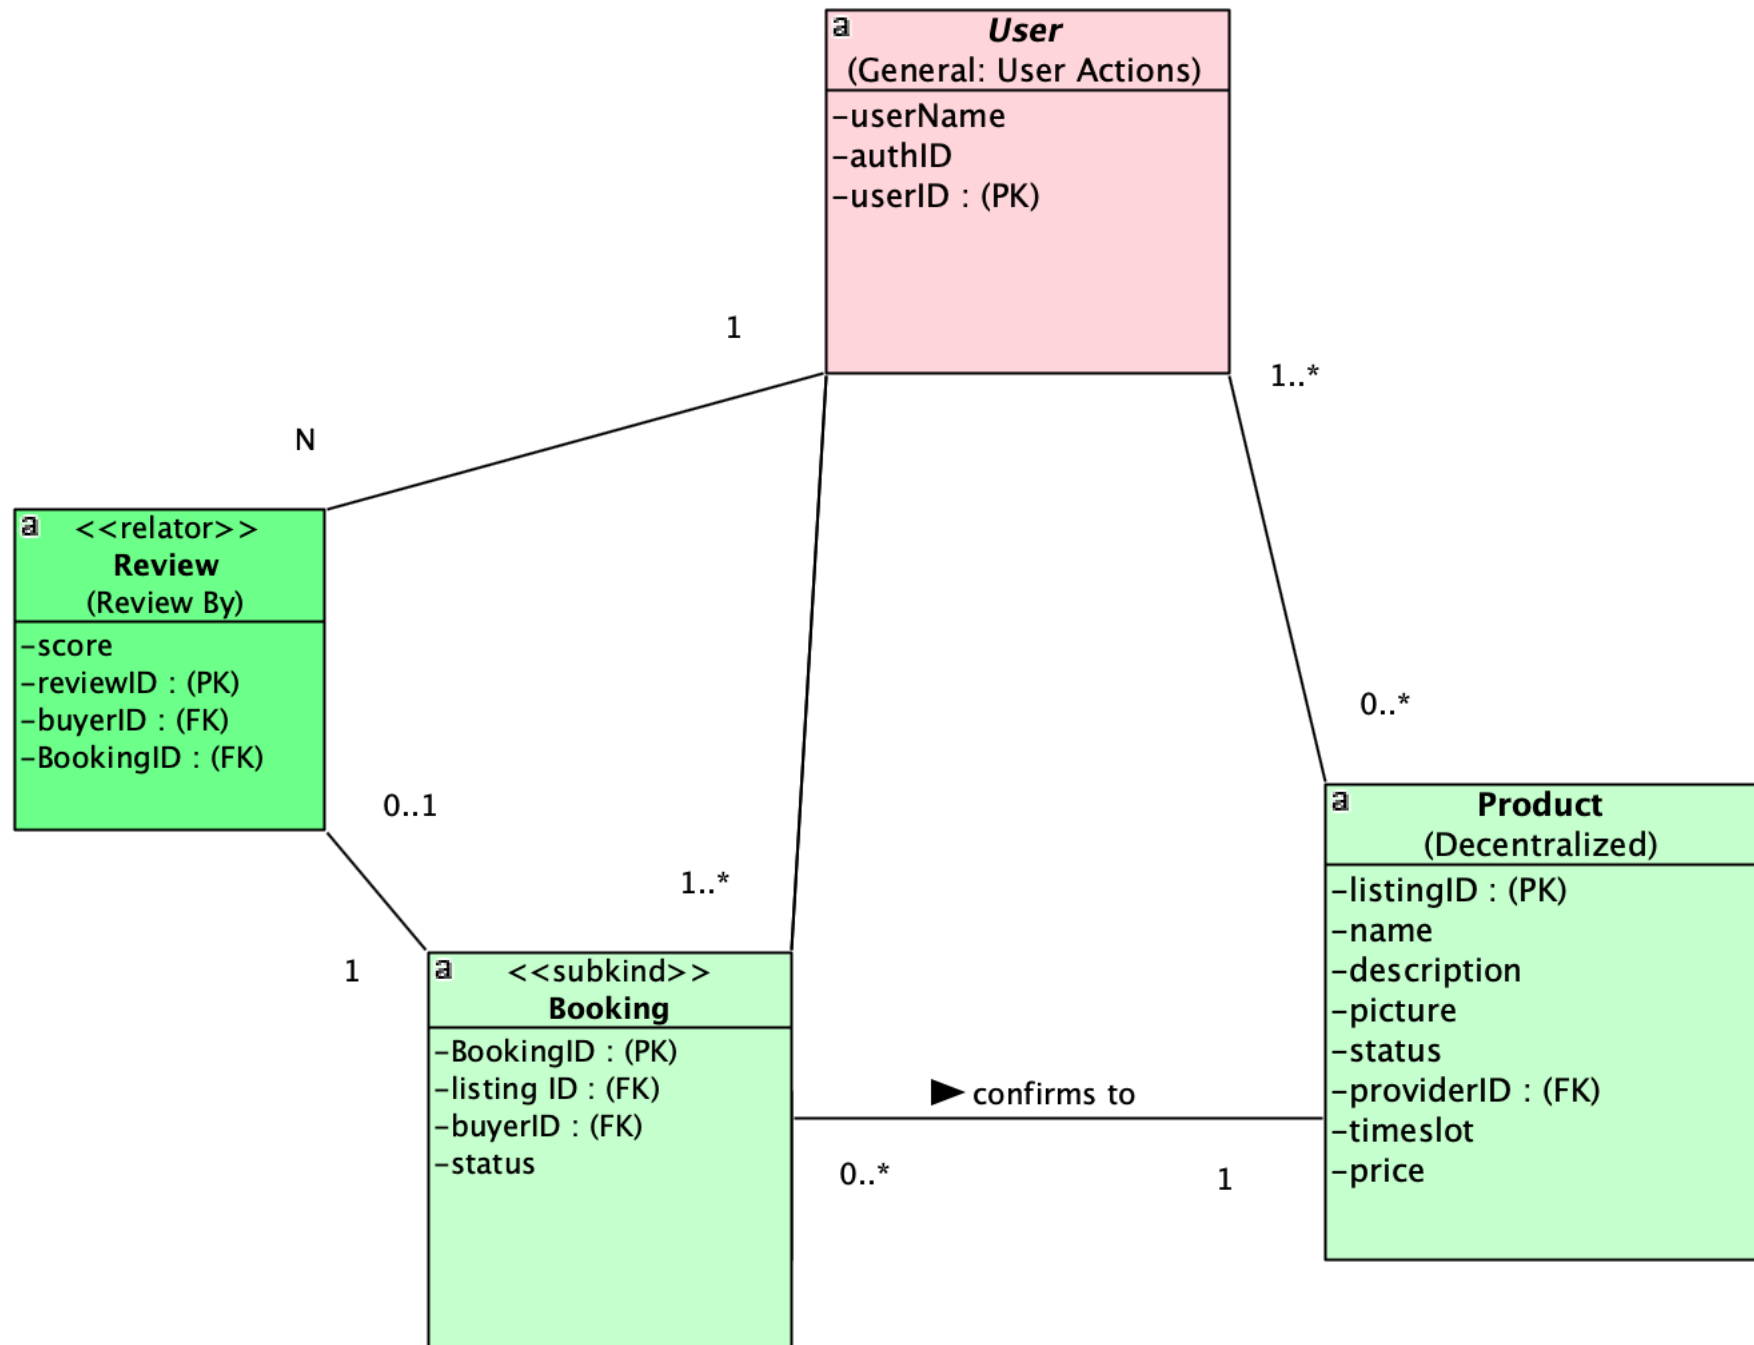 a
User
(General: User Actions)
-userName
-authID
-userID : (PK)
1
1..*
N
a
<<relator>>
Review
(Review By)
-score
-reviewID : (PK)
-buyerID : (FK)
-BookingID : (FK)
0..1
1..*
1
0..*
a
Product
(Decentralized)
-listingID : (PK)
-name
-description
-picture
-status
-providerID : (FK)
-timeslot
-price
a
<<subkind>>
Booking
-BookingID : (PK)
-listing ID : (FK)
-buyerID : (FK)
-status
confirms to
0..*
1